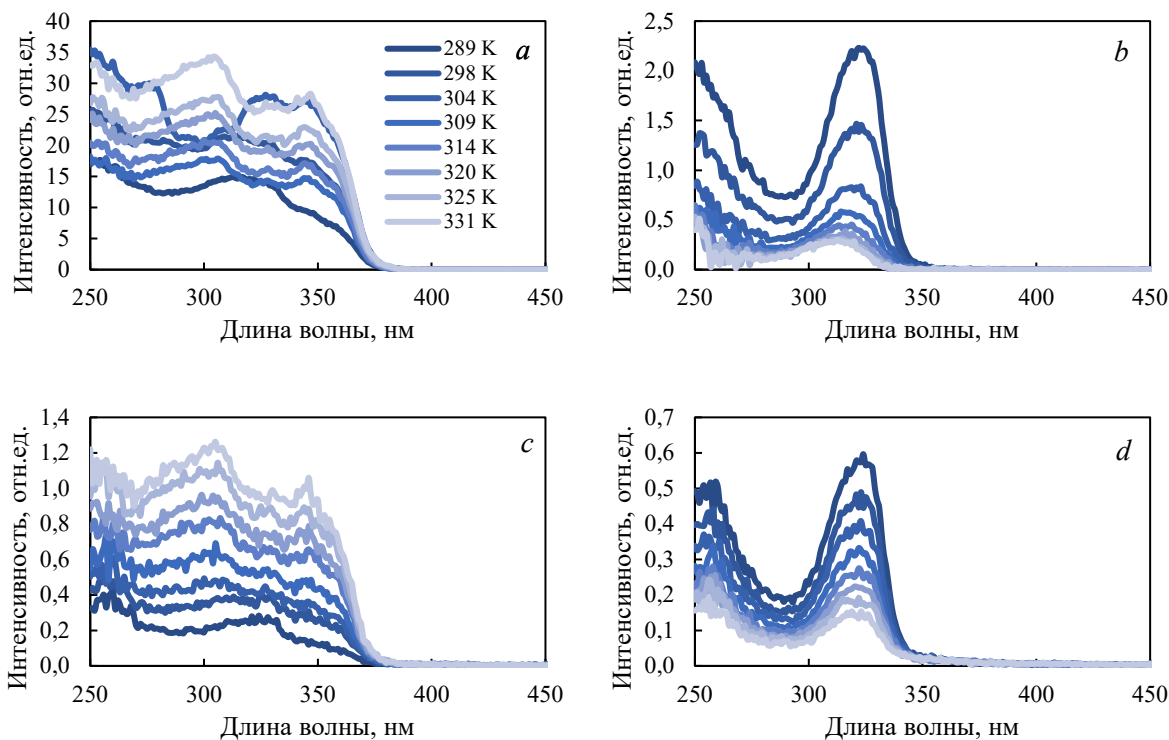 Интенсивность, отн.ед.
40
35
30
25
20
15
10
5
0
289 K
298 K
304 K
309 K
314 K
320 K
325 K
331 K
a
250 300 350 400 450
Длина волны, нм
Интенсивность, отн.ед.
2,5
2,0
1,5
1,0
0,5
0,0
b
250 300 350 400 450
Длина волны, нм
Интенсивность, отн.ед.
1,4
1,2
1,0
0,8
0,6
0,4
0,2
0,0
c
250 300 350 400 450
Длина волны, нм
Интенсивность, отн.ед.
0,7
0,6
0,5
0,4
0,3
0,2
0,1
0,0
d
250 300 350 400 450
Длина волны, нм